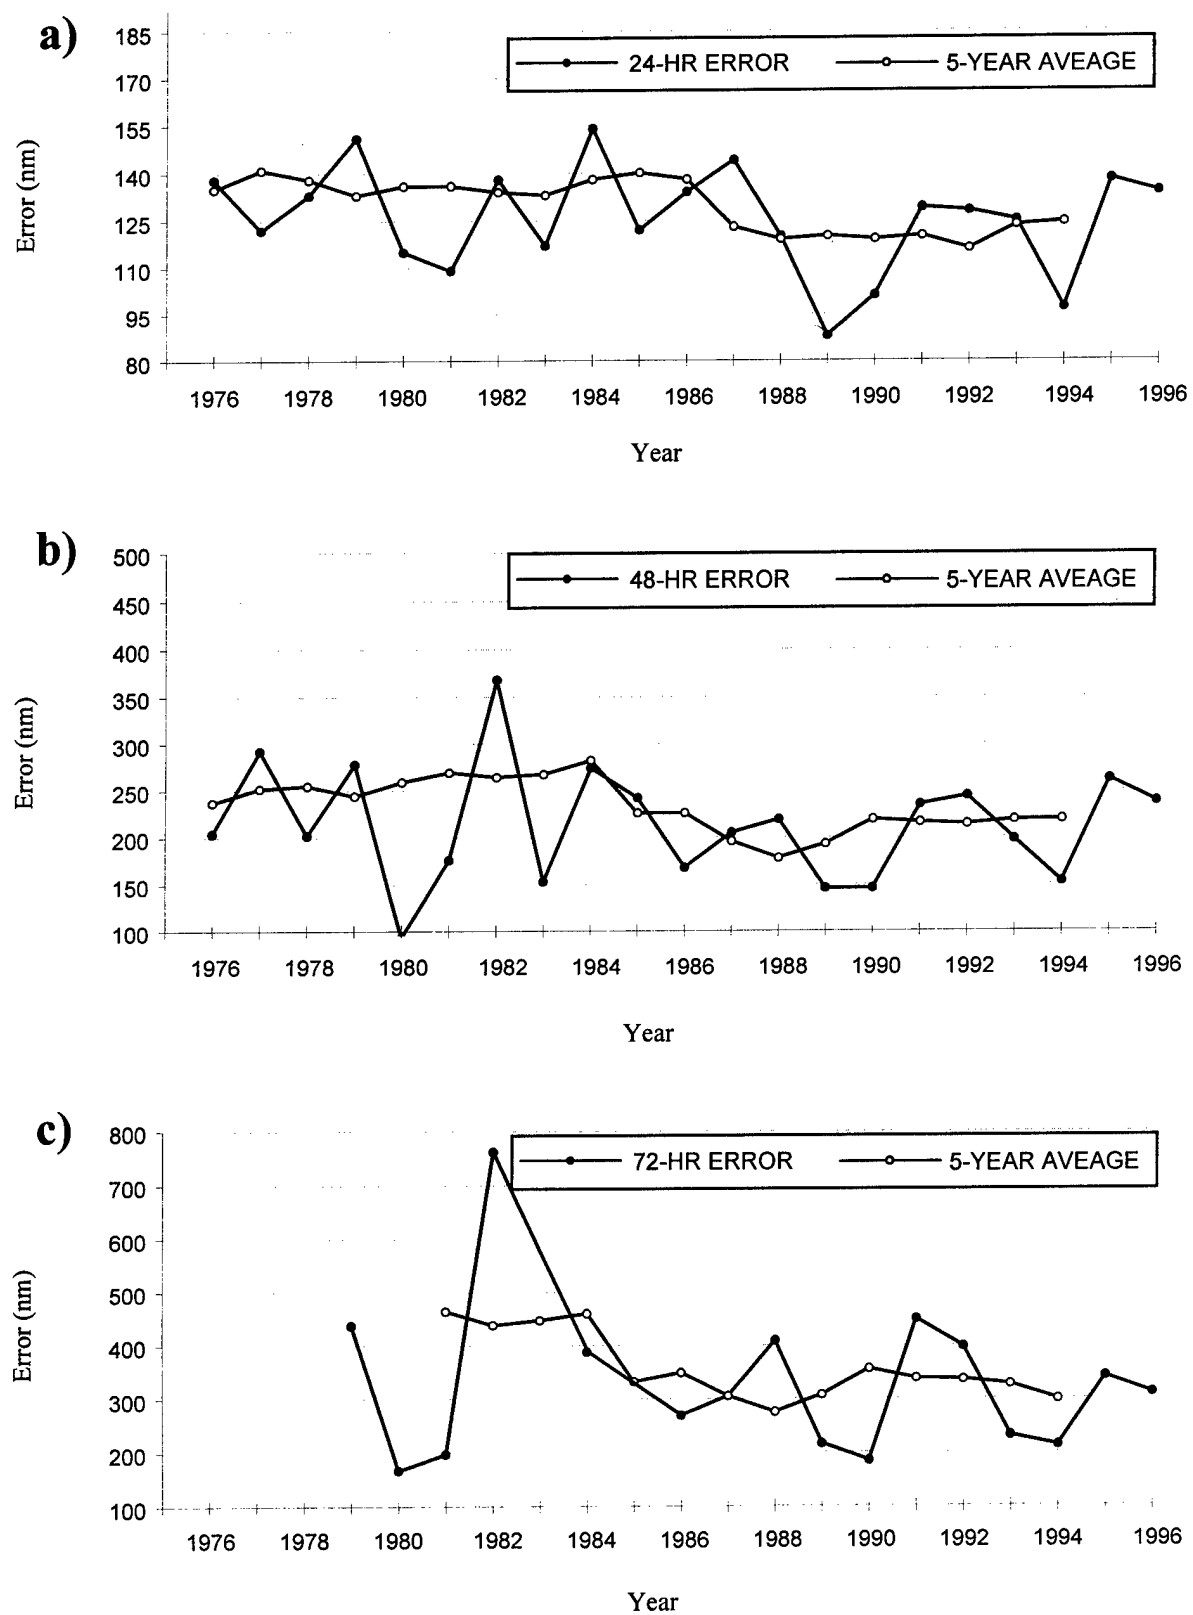 a)
185
170
155
140
125
110
95
80
Error (nm)
24-HR ERROR 5-YEAR AVEAGE
1976 1978 1980 1982 1984 1986 1988 1990 1992 1994 1996
Year
b)
500
450
400
350
300
250
200
150
100
Error (nm)
48-HR ERROR 5-YEAR AVEAGE
1976 1978 1980 1982 1984 1986 1988 1990 1992 1994 1996
Year
c)
800
700
600
500
400
300
200
100
Error (nm)
72-HR ERROR 5-YEAR AVEAGE
1976 1978 1980 1982 1984 1986 1988 1990 1992 1994 1996
Year